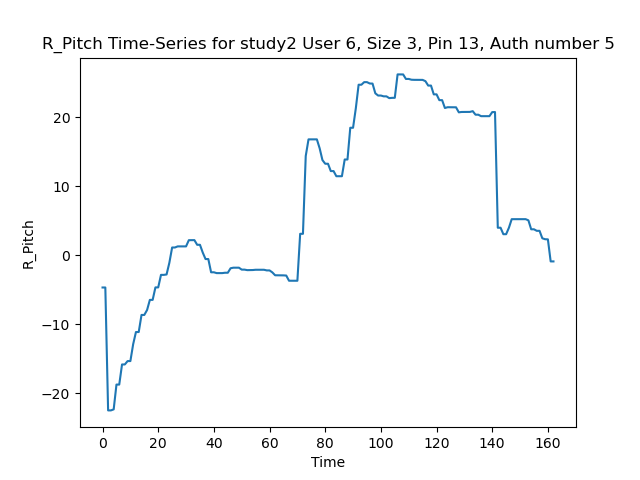 R_Pitch Time-Series for study2 User 6, Size 3, Pin 13, Auth number 5
R_Pitch
20
10
0
−10
−20
0 20 40 60 80 100 120 140 160
Time